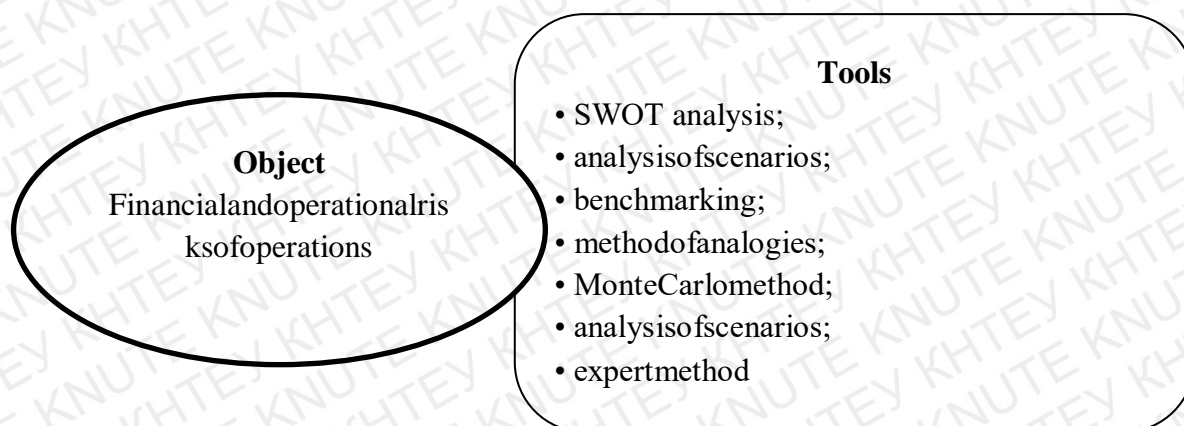 Object
Financialandoperationalris
ksofoperations
Tools
• SWOT analysis;
• analysisofscenarios;
• benchmarking;
• methodofanalogies;
• MonteCarlomethod;
• analysisofscenarios;
• expertmethod